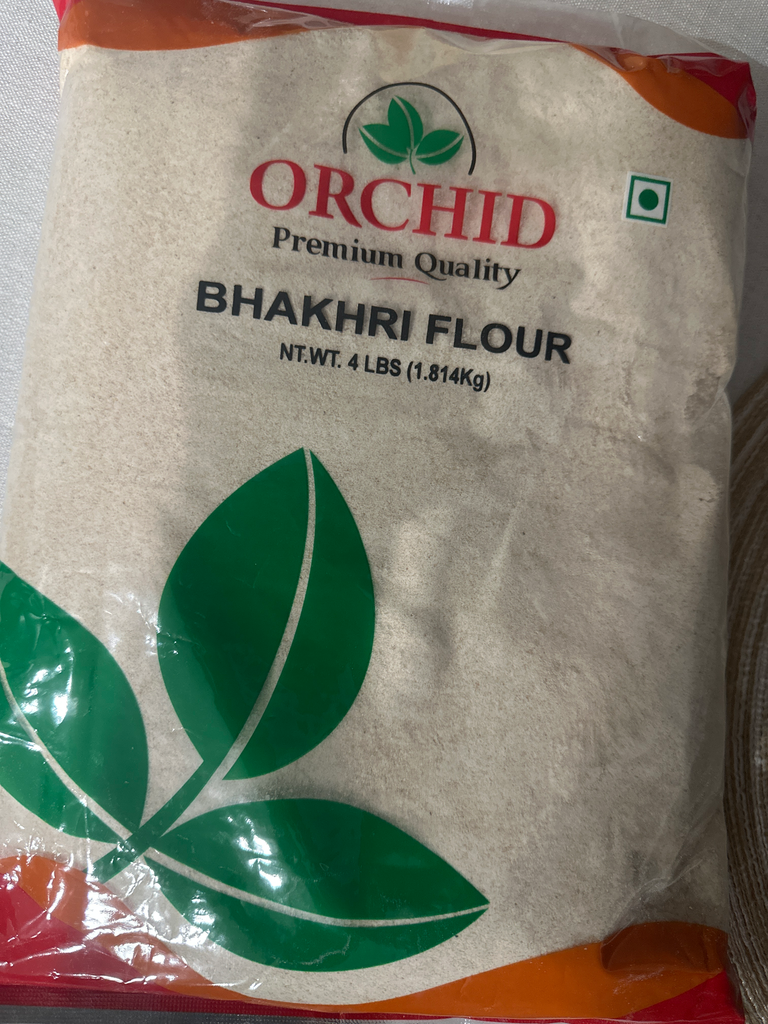 ORCHID
Premium Quality
BHAKHRI FLOUR
NT.WT. 4 LBS (1.814Kg)